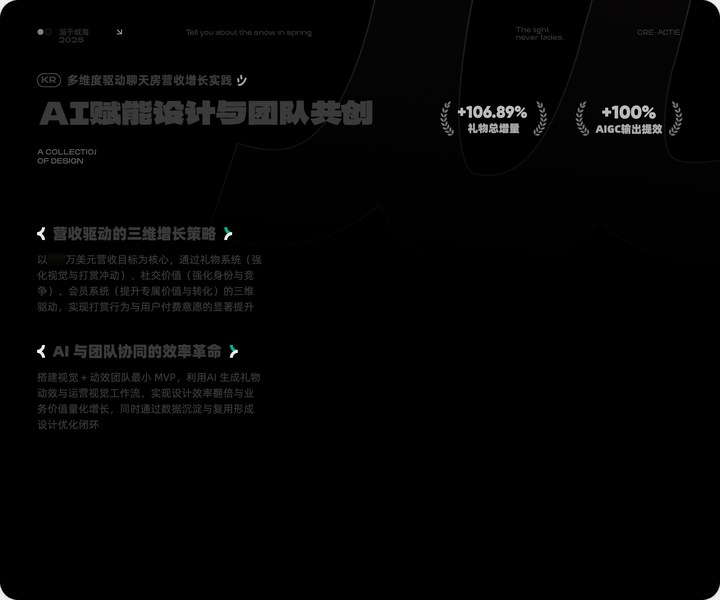 溺于城海
2026
Tell you about the snow in spring
The light
never fades.
CRE-ACTIE
KR 多维度驱动聊天房营收增长实践
AI赋能设计与团队共创
+106.89%
礼物总增量
+100%
AIGC输出提效
A COLLECTIO)
OF DESIGN
营收驱动的三维增长策略
以 万美元营收目标为核心，通过礼物系统（强
化视觉与打赏冲动）、社交价值（强化身份与竞
争）、会员系统（提升专属价值与转化）的三维
驱动，实现打赏行为与用户付费意愿的显著提升
AI 与团队协同的效率革命
搭建视觉 + 动效团队最小 MVP，利用AI 生成礼物
动效与运营视觉工作流，实现设计效率翻倍与业
务价值量化增长，同时通过数据沉淀与复用形成
设计优化闭环